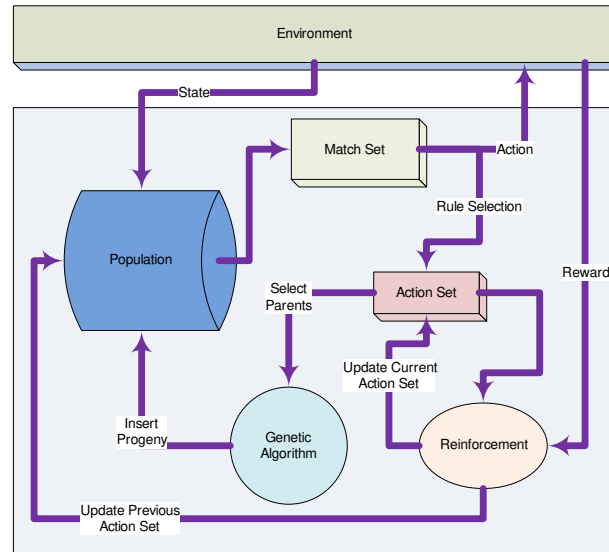 Environment
State
Match Set
Action
Rule Selection
Population
Reward
Select
Parents
Action Set
Update Current
Action Set
Insert
Progeny
Genetic
Algorithm
Reinforcement
Update Previous
Action Set